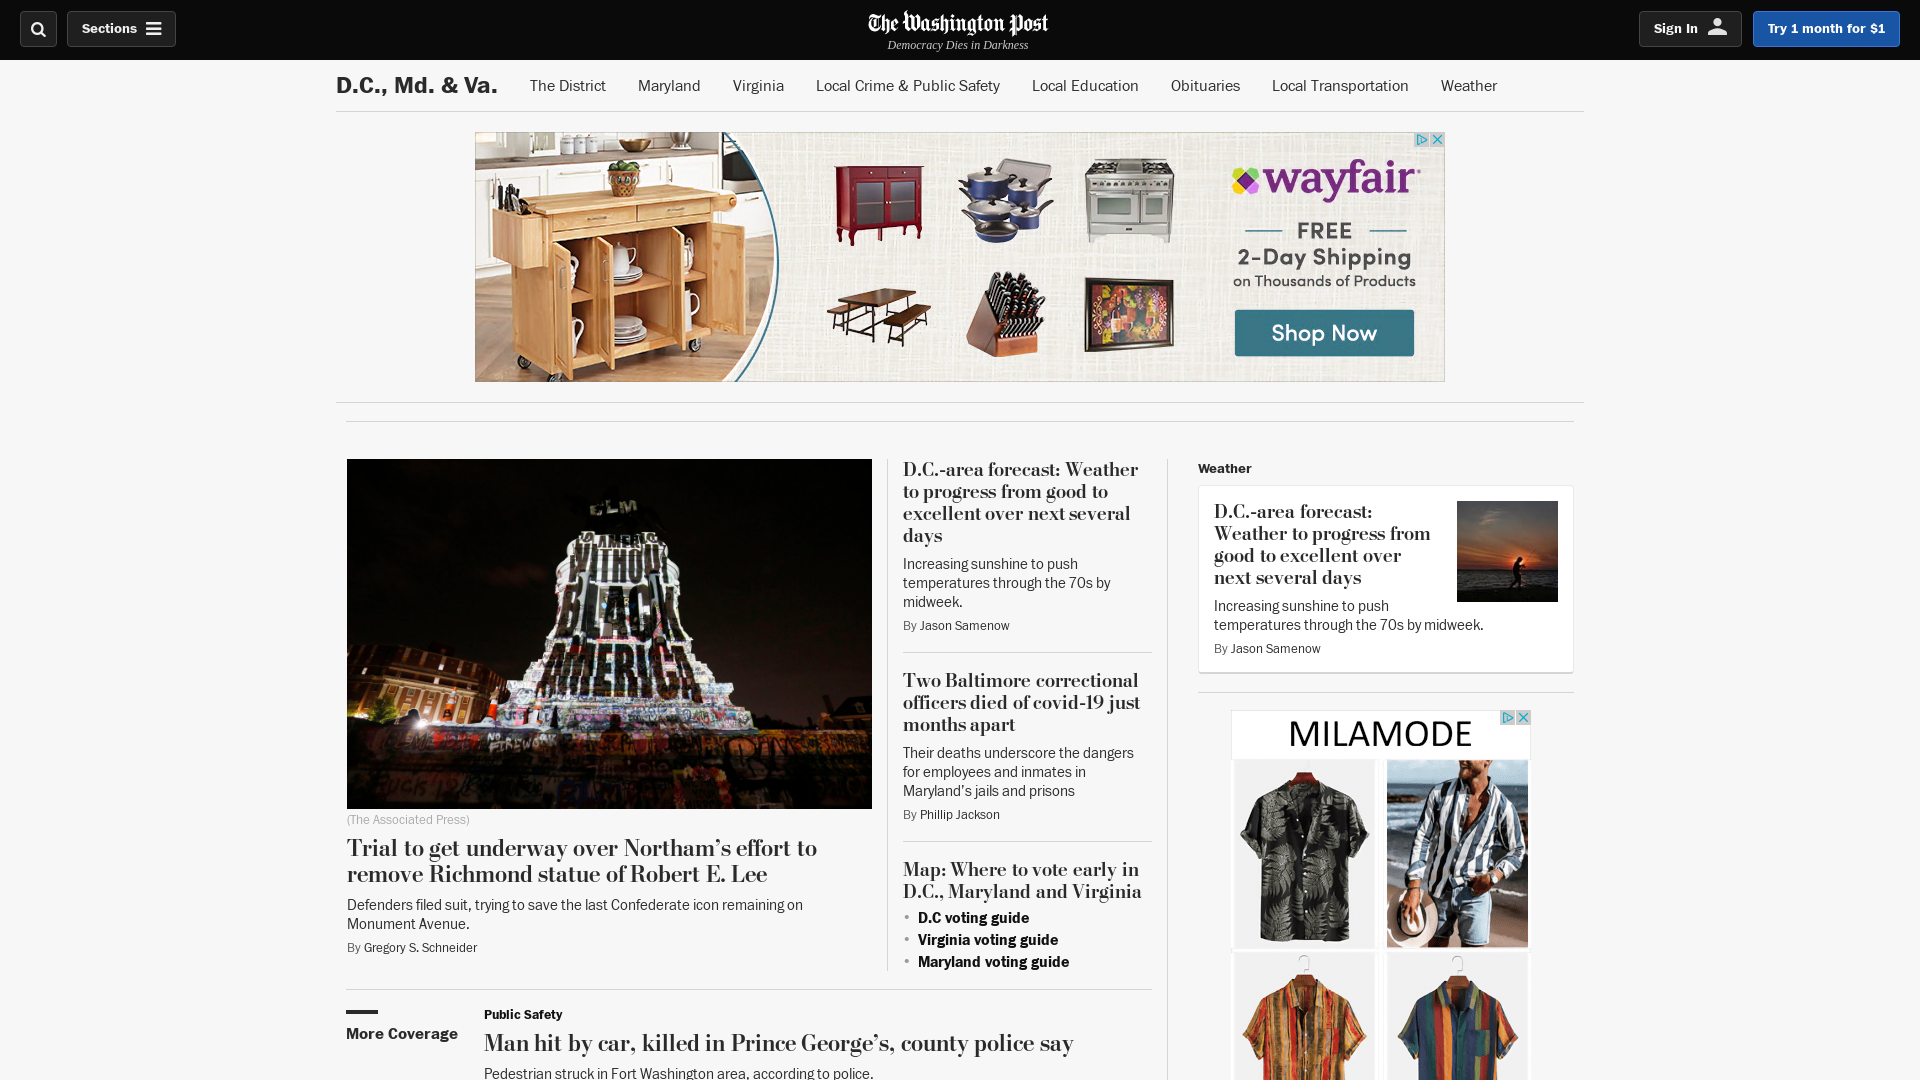 Sections
The Washington Post
Democracy Dies in Darkness
Sign In
Try 1 month for $1
D.C., Md. & Va.
The District
Maryland
Virginia
Local Crime & Public Safety
Local Education
Obituaries
Local Transportation
Weather
wayfair
FREE
2-Day Shipping
on Thousands of Products
Shop Now
(The Associated Press)
Trial to get underway over Northam’s effort to
remove Richmond statue of Robert E. Lee
Defenders filed suit, trying to save the last Confederate icon remaining on
Monument Avenue.
By Gregory S. Schneider
D.C.-area forecast: Weather
to progress from good to
excellent over next several
days
Increasing sunshine to push
temperatures through the 70s by
midweek.
By Jason Samenow
Two Baltimore correctional
officers died of covid-19 just
months apart
Their deaths underscore the dangers
for employees and inmates in
Maryland’s jails and prisons
By Phillip Jackson
Map: Where to vote early in
D.C., Maryland and Virginia
• D.C voting guide
• Virginia voting guide
• Maryland voting guide
Weather
D.C.-area forecast:
Weather to progress from
good to excellent over
next several days
Increasing sunshine to push
temperatures through the 70s by midweek.
By Jason Samenow
MILAMODE
More Coverage
Public Safety
Man hit by car, killed in Prince George’s, county police say
Pedestrian struck in Fort Washington area, according to police.